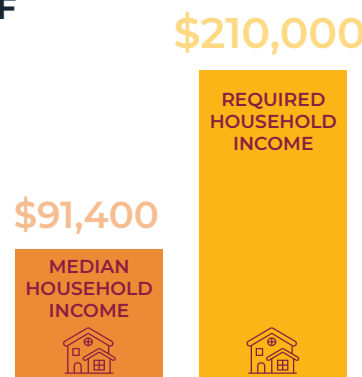 F
$210,000
REQUIRED
HOUSEHOLD
INCOME
$91,400
MEDIAN
HOUSEHOLD
INCOME